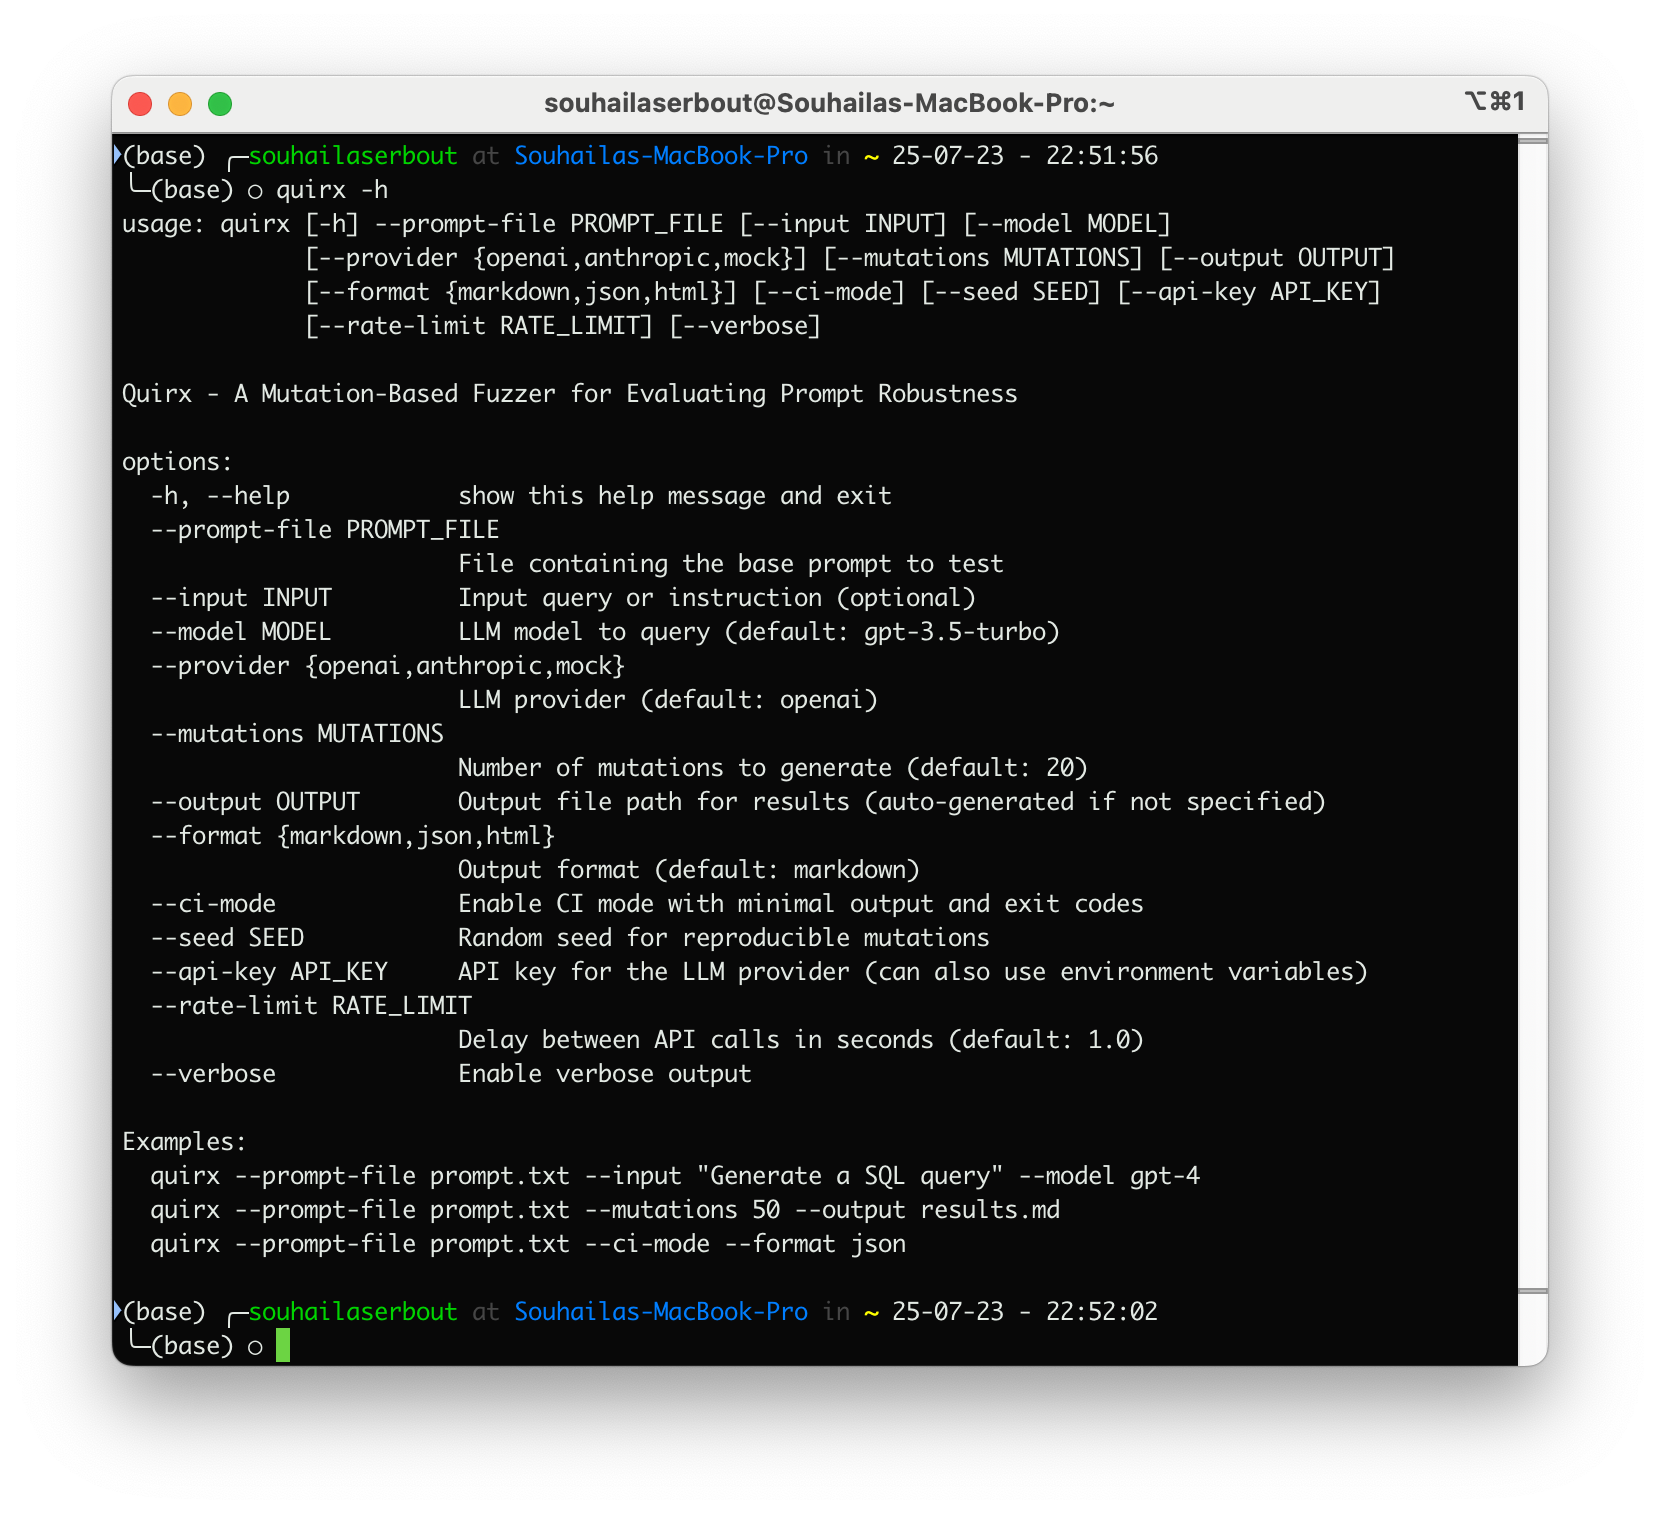 souhailaserbout@Souhailas-MacBook-Pro:~ ⌥⌘1
(base) ╭─souhailaserbout at Souhailas-MacBook-Pro in ~ 25-07-23 - 22:51:56
╰─(base) ○ quirx -h
usage: quirx [-h] --prompt-file PROMPT_FILE [--input INPUT] [--model MODEL]
             [--provider {openai,anthropic,mock}] [--mutations MUTATIONS] [--output OUTPUT]
             [--format {markdown,json,html}] [--ci-mode] [--seed SEED] [--api-key API_KEY]
             [--rate-limit RATE_LIMIT] [--verbose]

Quirx - A Mutation-Based Fuzzer for Evaluating Prompt Robustness

options:
  -h, --help            show this help message and exit
  --prompt-file PROMPT_FILE
                        File containing the base prompt to test
  --input INPUT         Input query or instruction (optional)
  --model MODEL         LLM model to query (default: gpt-3.5-turbo)
  --provider {openai,anthropic,mock}
                        LLM provider (default: openai)
  --mutations MUTATIONS
                        Number of mutations to generate (default: 20)
  --output OUTPUT       Output file path for results (auto-generated if not specified)
  --format {markdown,json,html}
                        Output format (default: markdown)
  --ci-mode             Enable CI mode with minimal output and exit codes
  --seed SEED           Random seed for reproducible mutations
  --api-key API_KEY     API key for the LLM provider (can also use environment variables)
  --rate-limit RATE_LIMIT
                        Delay between API calls in seconds (default: 1.0)
  --verbose             Enable verbose output

Examples:
  quirx --prompt-file prompt.txt --input "Generate a SQL query" --model gpt-4
  quirx --prompt-file prompt.txt --mutations 50 --output results.md
  quirx --prompt-file prompt.txt --ci-mode --format json

(base) ╭─souhailaserbout at Souhailas-MacBook-Pro in ~ 25-07-23 - 22:52:02
╰─(base) ○